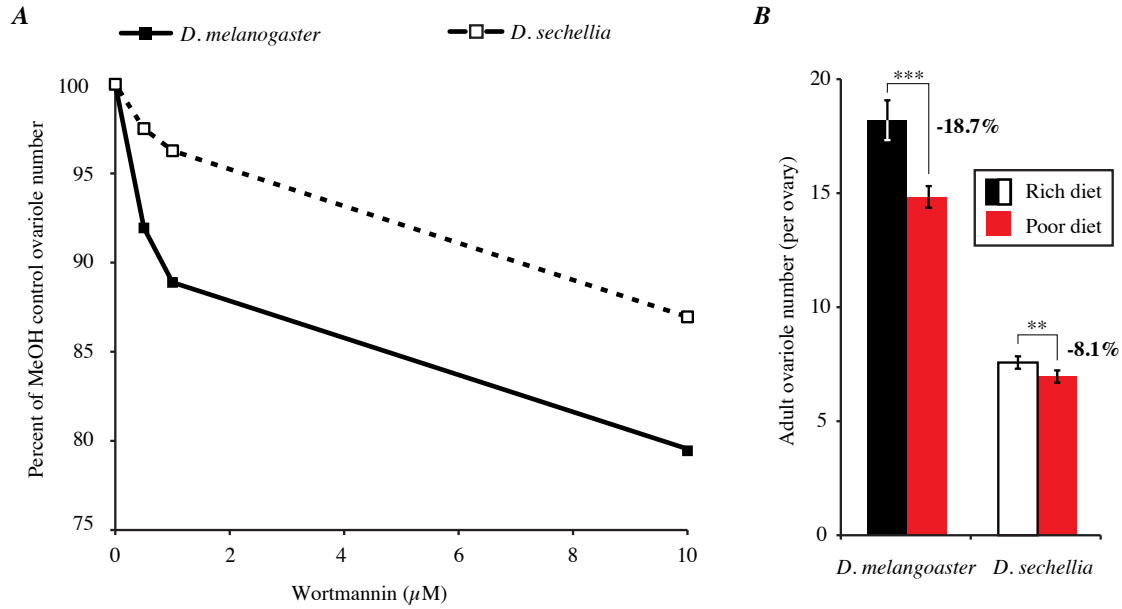 A
D. melanogaster
D. sechellia
Percent of MeOH control ovariole number
100
95
90
85
80
75
0
2
4
6
8
10
Wortmannin (µM)
B
Adult ovariole number (per ovary)
20
15
10
5
0
***
-18.7%
**
-8.1%
Rich diet
Poor diet
D. melangoaster
D. sechellia